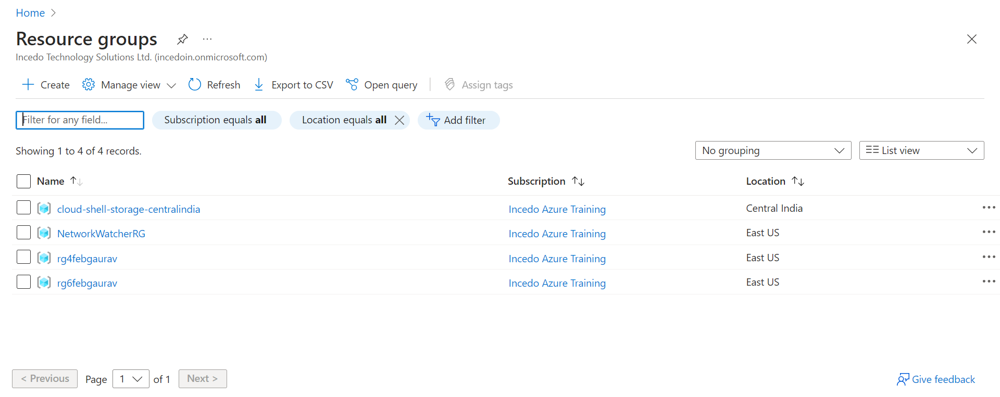 Home
Resource groups
Incedo Technology Solutions Ltd. (incedoin.onmicrosoft.com)
Create Manage view Refresh Export to CSV Open query Assign tags
Filter for any field... Subscription equals all Location equals all Add filter
Showing 1 to 4 of 4 records. No grouping List view
Name Subscription Location
cloud-shell-storage-centralindia Incedo Azure Training Central India
NetworkWatcherRG Incedo Azure Training East US
rg4febgaurav Incedo Azure Training East US
rg6febgaurav Incedo Azure Training East US
< Previous Page 1 of 1 Next > Give feedback